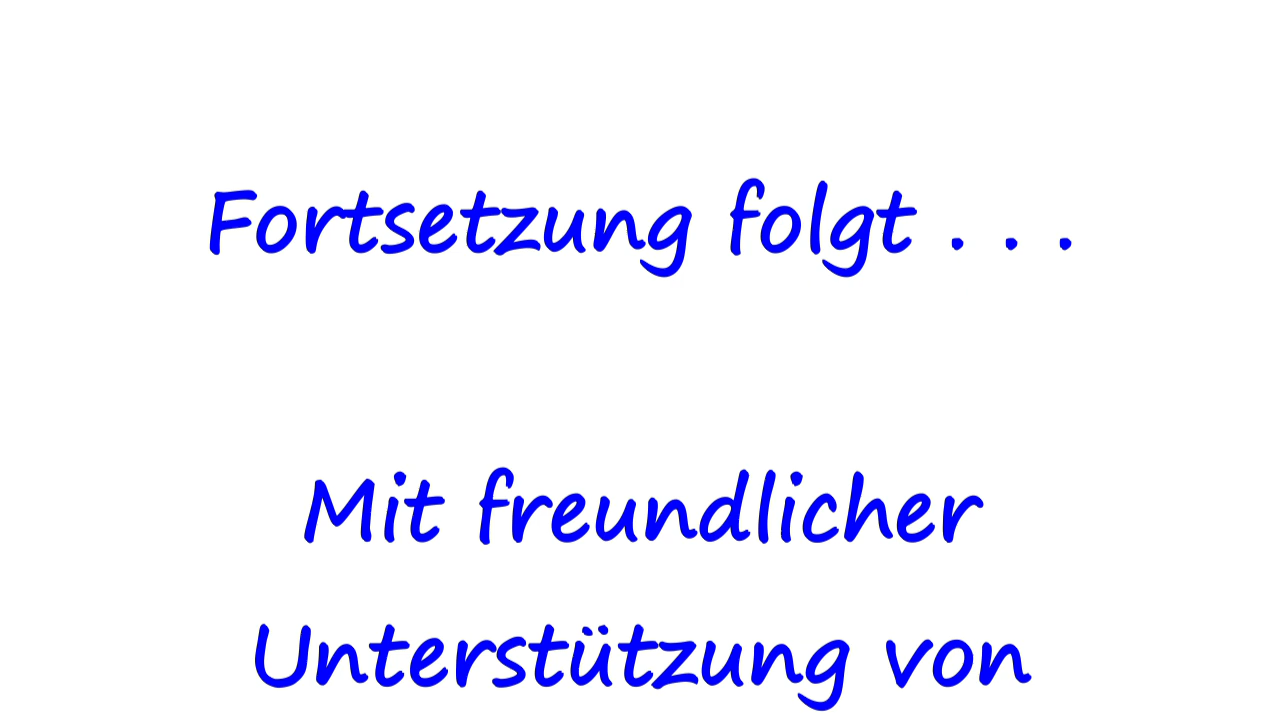 Fortsetzung folgt . . .
Mit freundlicher
Unterstützung von